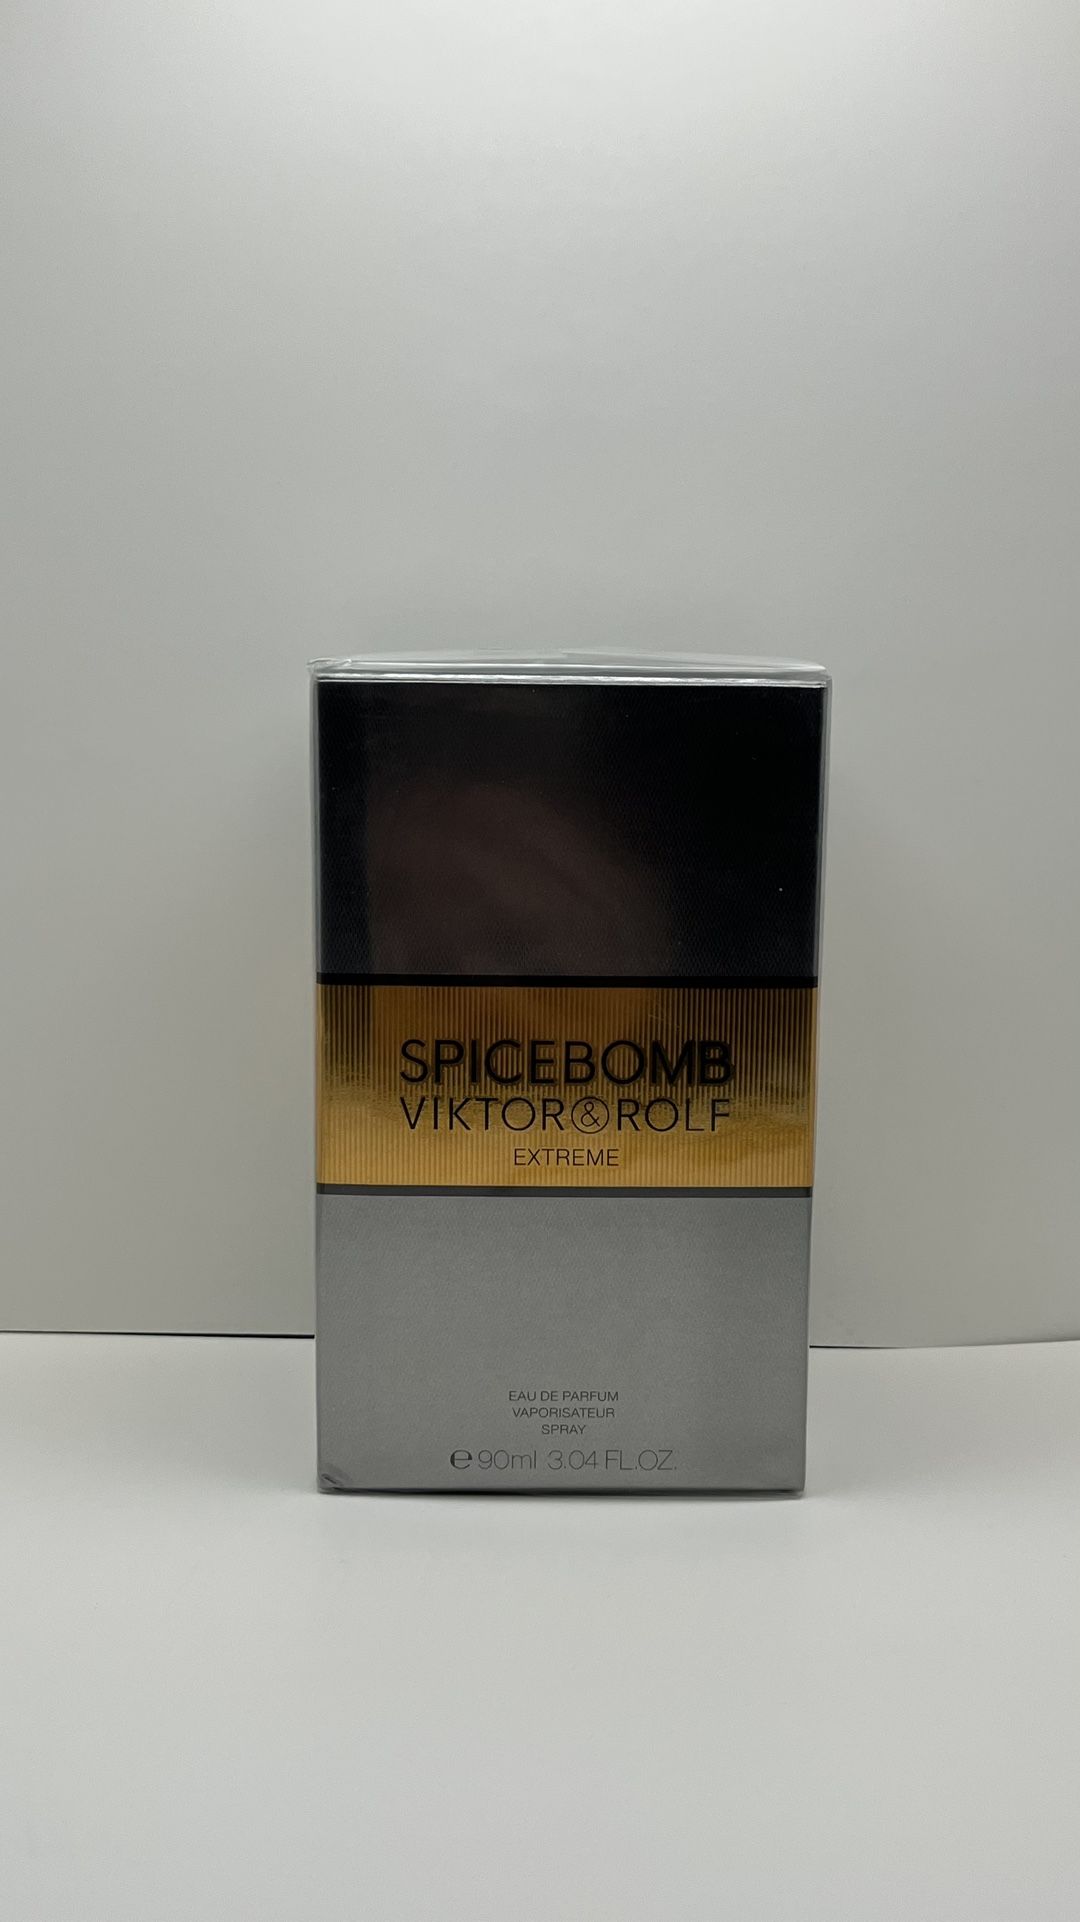 SPICEBOMB
VIKTOR&ROLF
EXTREME
EAU DE PARFUM
VAPORISATEUR
SPRAY
℮ 90ml 3.04 FL.OZ.